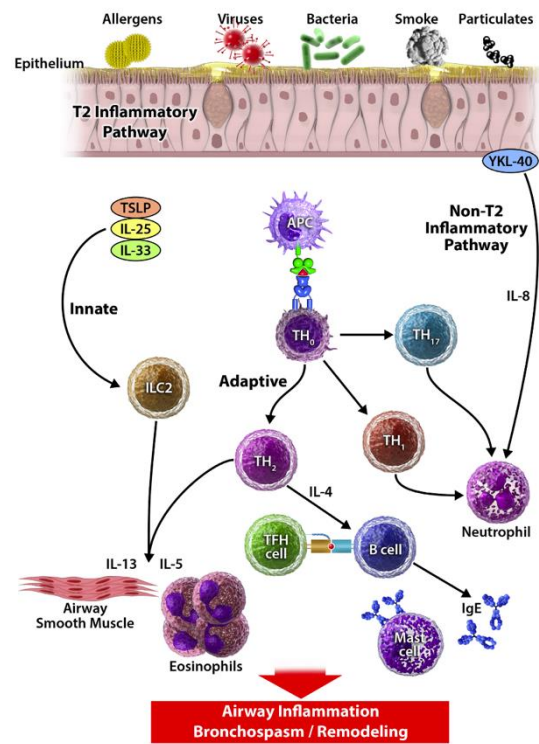 Allergens
Viruses
Bacteria
Smoke
Particulates
Epithelium
T2 Inflammatory
Pathway
YKL-40
TSLP
IL-25
IL-33
APC
Non-T2
Inflammatory
Pathway
Innate
IL-8
TH0
TH17
Adaptive
ILC2
TH2
TH1
IL-4
Neutrophil
TFH
cell
B cell
IL-13
IL-5
Airway
Smooth Muscle
Eosinophils
IgE
Mast
cell
Airway Inflammation
Bronchospasm / Remodeling